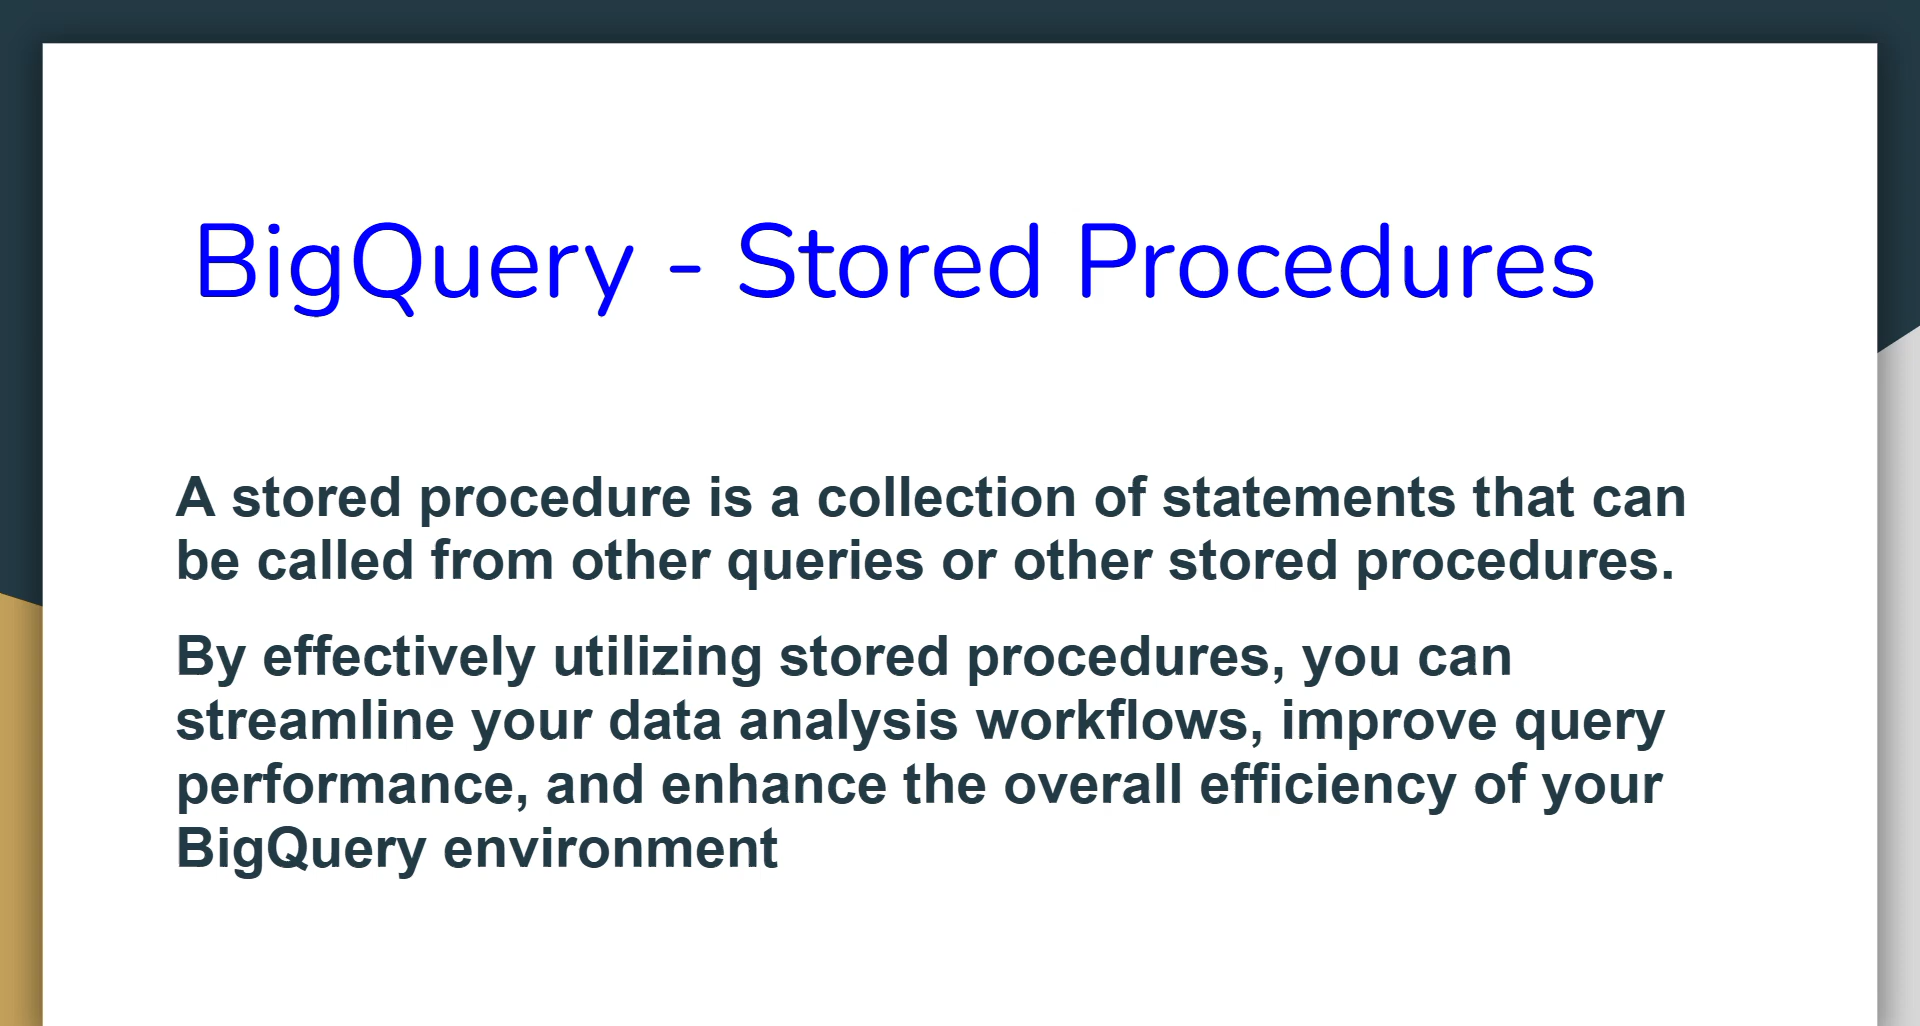 BigQuery - Stored Procedures
A stored procedure is a collection of statements that can
be called from other queries or other stored procedures.
By effectively utilizing stored procedures, you can
streamline your data analysis workflows, improve query
performance, and enhance the overall efficiency of your
BigQuery environment